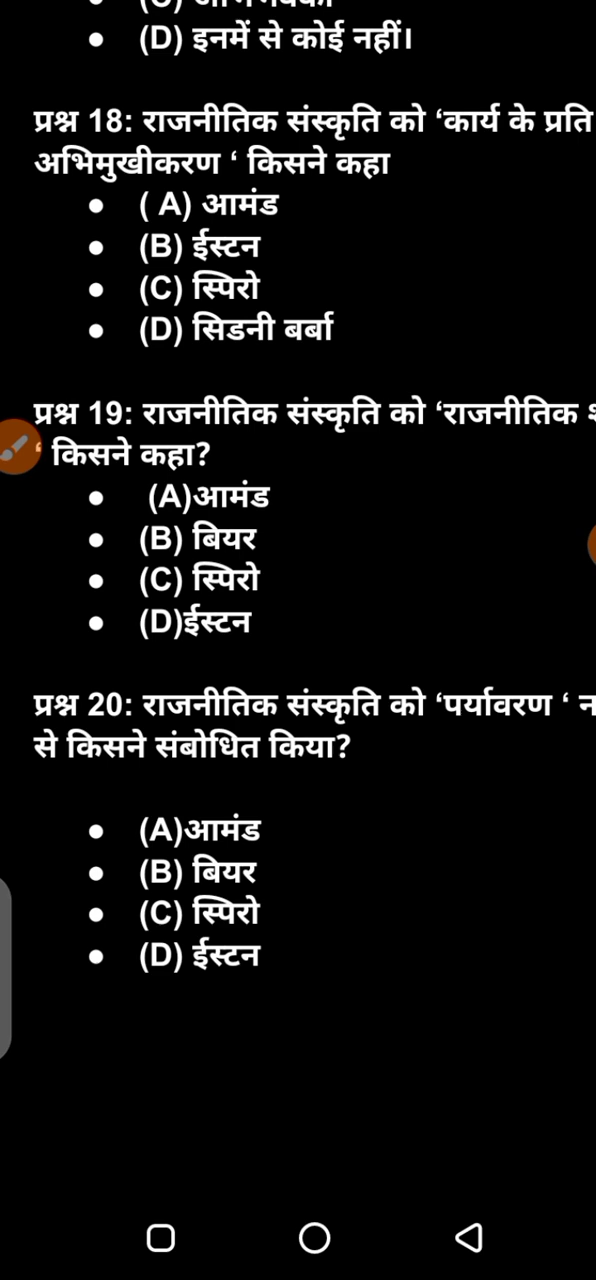 (D) इनमें से कोई नहीं।
प्रश्न 18: राजनीतिक संस्कृति को ‘कार्य के प्रति
अभिमुखीकरण ‘ किसने कहा
( A) आमंड
(B) ईस्टन
(C) स्पिरो
(D) सिडनी बर्बा
प्रश्न 19: राजनीतिक संस्कृति को ‘राजनीतिक
‘ किसने कहा?
(A)आमंड
(B) बियर
(C) स्पिरो
(D)ईस्टन
प्रश्न 20: राजनीतिक संस्कृति को ‘पर्यावरण ‘
से किसने संबोधित किया?
(A)आमंड
(B) बियर
(C) स्पिरो
(D) ईस्टन